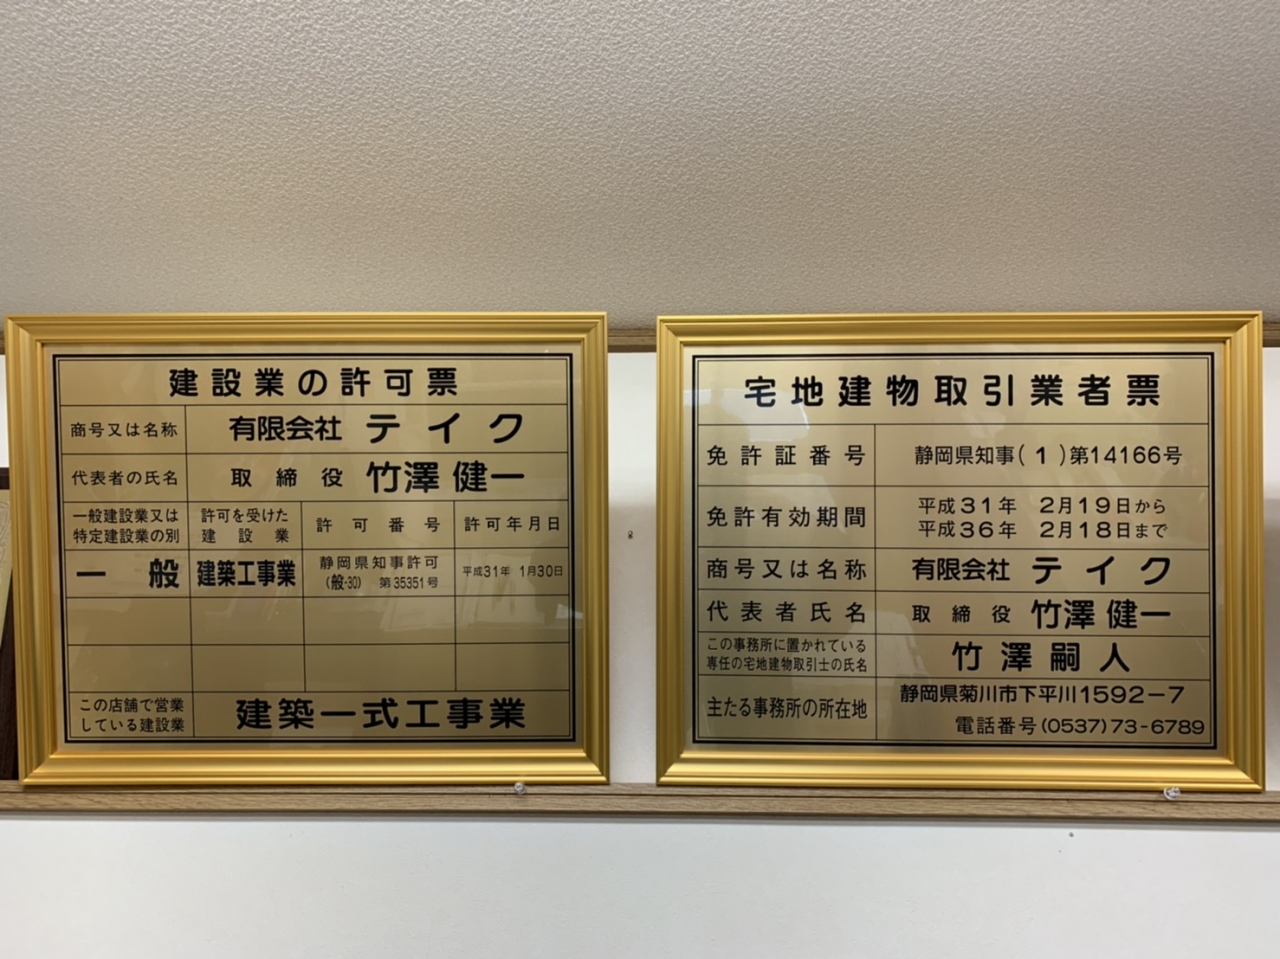 建設業の許可票
商号又は名称 有限会社 テイク
代表者の氏名 取締役 竹澤 健一
一般建設業又は
特定建設業の別
許可を受けた
建設業
許可番号
許可年月日
一般
建築工事業
静岡県知事許可
(般-30) 第35351号
平成31年 1月30日
この店舗で営業
している建設業
建築一式工事業
宅地建物取引業者票
免許証番号 静岡県知事(1)第14166号
免許有効期間
平成31年 2月19日から
平成36年 2月18日まで
商号又は名称 有限会社 テイク
代表者氏名 取締役 竹澤 健一
この事務所に置かれている
専任の宅地建物取引士の氏名
竹澤嗣人
主たる事務所の所在地
静岡県菊川市下平川1592-7
電話番号(0537)73-6789